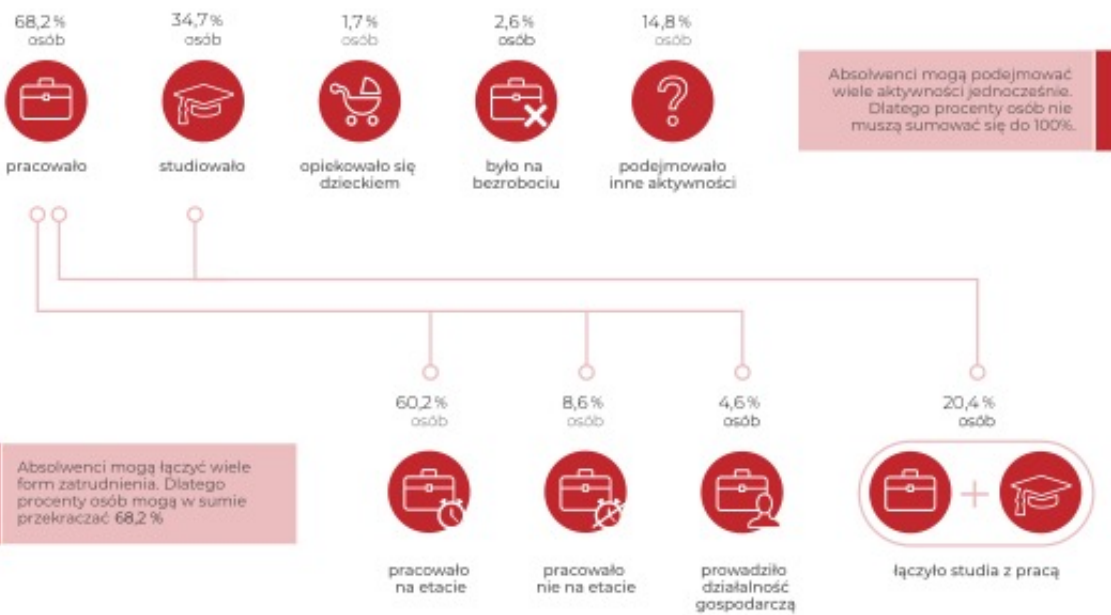 68,2 %
osób
pracowało
34,7 %
osób
studiowało
1,7 %
osób
opiekowało się
dzieckiem
2,6 %
osób
było na
bezrobociu
14,8 %
osób
podejmowało
inne aktywności
Absolwenci mogą podejmować
wiele aktywności jednocześnie.
Dlatego procenty osób nie
muszą sumować się do 100%.
Absolwenci mogą łączyć wiele
form zatrudnienia. Dlatego
procenty osób mogą w sumie
przekraczać 68,2 %
60,2 %
osób
pracowało
na etacie
8,6 %
osób
pracowało
nie na etacie
4,6 %
osób
prowadziło
działalność
gospodarczą
20,4 %
osób
łączyło studia z pracą